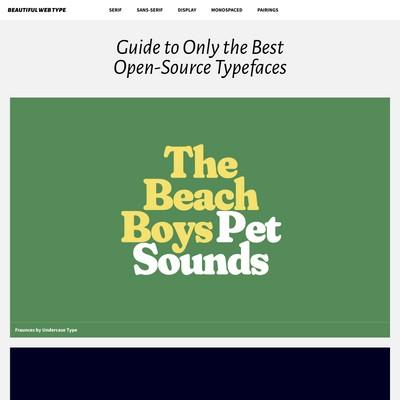 BEAUTIFUL WEB TYPE SERIF SANS-SERIF DISPLAY MONOSPACED PAIRINGS
Guide to Only the Best
Open-Source Typefaces
The
Beach
Boys Pet
Sounds
Fraunces by Undercase Type